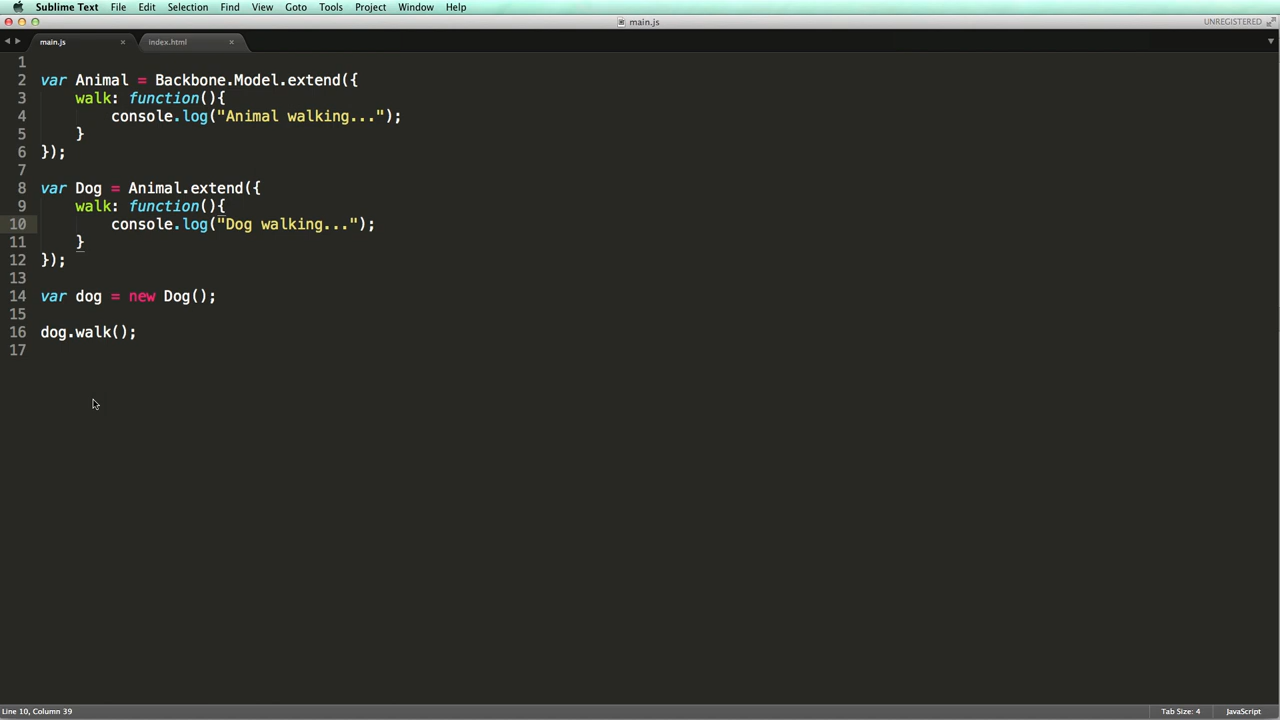 Sublime Text File Edit Selection Find View Goto Tools Project Window Help
main.js UNREGISTERED
main.js × index.html ×
1
2 var Animal = Backbone.Model.extend({
3     walk: function(){
4         console.log("Animal walking...");
5     }
6 });
7
8 var Dog = Animal.extend({
9     walk: function(){
10         console.log("Dog walking...");
11     }
12 });
13
14 var dog = new Dog();
15
16 dog.walk();
17
Line 10, Column 39 Tab Size: 4 JavaScript